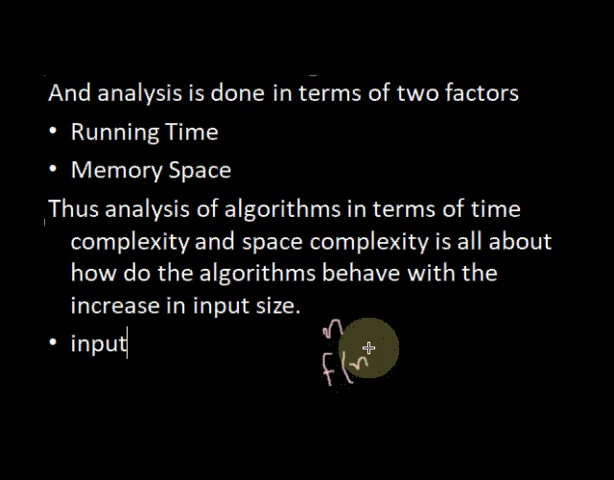 And analysis is done in terms of two factors
• Running Time
• Memory Space
Thus analysis of algorithms in terms of time
complexity and space complexity is all about
how do the algorithms behave with the
increase in input size.
• input
n
f(n